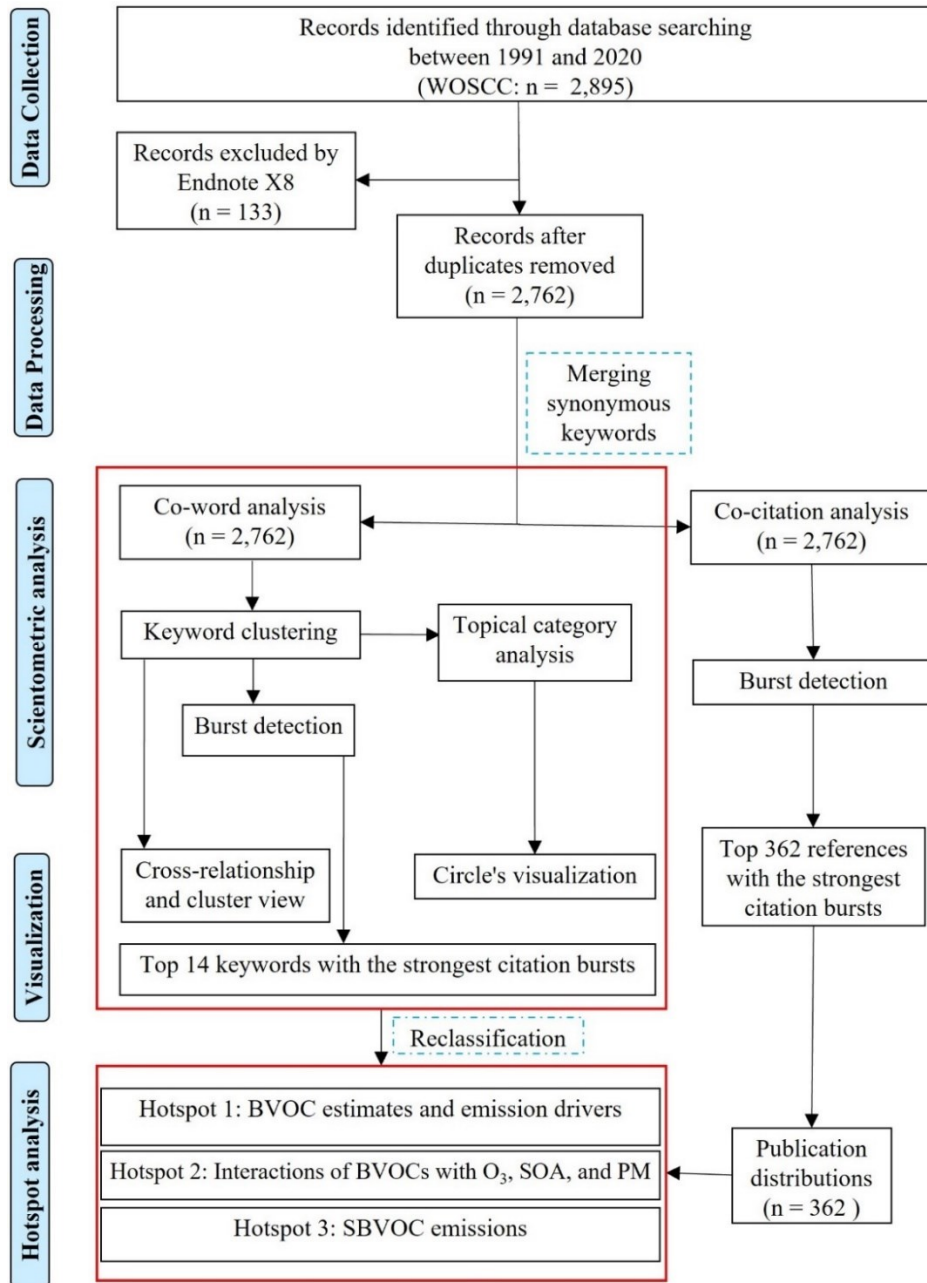 Data Collection
Records identified through database searching
between 1991 and 2020
(WOSCC: n = 2,895)
Records excluded by
Endnote X8
(n = 133)
Records after
duplicates removed
(n = 2,762)
Data Processing
Merging
synonymous
keywords
Scientometric analysis
Co-word analysis
(n = 2,762)
Co-citation analysis
(n = 2,762)
Keyword clustering
Topical category
analysis
Burst detection
Burst detection
Visualization
Cross-relationship
and cluster view
Circle's visualization
Top 362 references
with the strongest
citation bursts
Top 14 keywords with the strongest citation bursts
Reclassification
Hotspot analysis
Hotspot 1: BVOC estimates and emission drivers
Hotspot 2: Interactions of BVOCs with O₃, SOA, and PM
Hotspot 3: SBVOC emissions
Publication
distributions
(n = 362 )